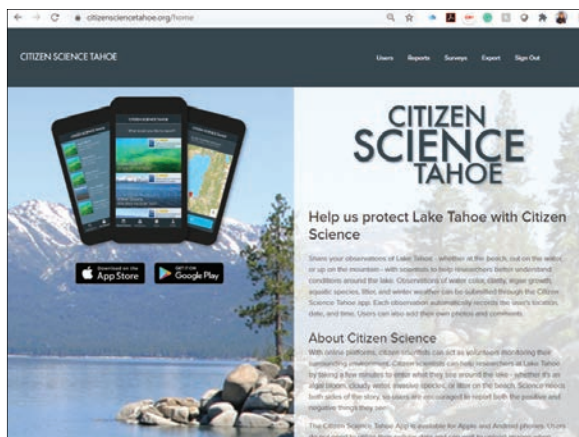 citizensciencetahoe.org/home
CITIZEN SCIENCE TAHOE
Users Reports Surveys Export Sign Out
CITIZEN
SCIENCE
TAHOE
CITIZEN SCIENCE TAHOE
Download on the
App Store
GET IT ON
Google Play
Help us protect Lake Tahoe with Citizen
Science
Share your observations of Lake Tahoe - whether at the beach, out on the water,
or up on the mountain - with scientists to help researchers better understand
conditions around the lake. Observations of water color, clarity, algae growth,
aquatic species, litter, and winter weather can be submitted through the Citizen
Science Tahoe app. Each observation automatically records the user's location,
date, and time. Users can also add their own photos and comments.
About Citizen Science
With online platforms, citizen scientists can act as volunteers monitoring their
surrounding environment. Citizen scientists can help researchers at Lake Tahoe
by taking a few minutes to enter what they see around the lake - whether it's an
algal bloom, cloudy water, invasive species, or litter on the beach. Science needs
both sides of the story, so users are encouraged to report both the positive and
negative things they see.
The Citizen Science Tahoe App is available for Apple and Android phones. Users